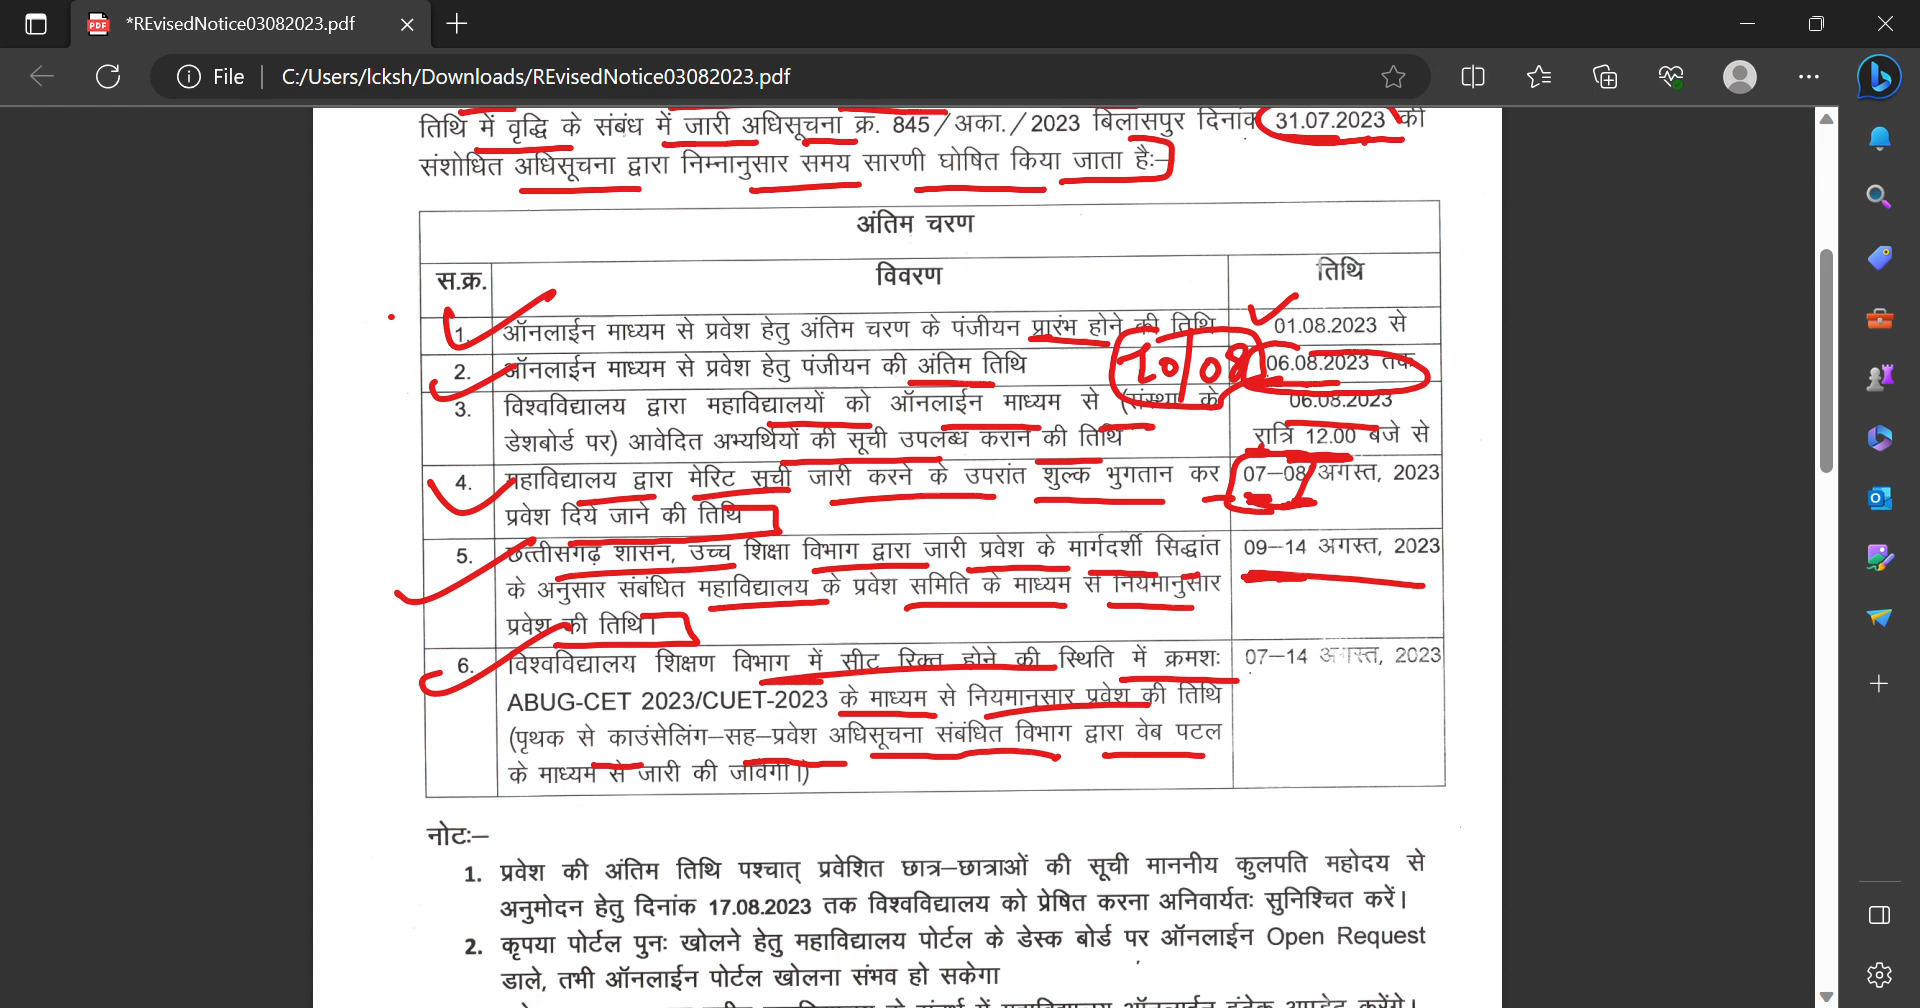 *REvisedNotice03082023.pdf
File
C:/Users/lcksh/Downloads/REvisedNotice03082023.pdf
तिथि में वृद्धि के संबंध में जारी अधिसूचना क्र. 845/अका./2023 बिलासपुर दिनांक 31.07.2023 की
संशोधित अधिसूचना द्वारा निम्नानुसार समय सारणी घोषित किया जाता हैः–
अंतिम चरण
स.क्र. विवरण तिथि
1. ऑनलाईन माध्यम से प्रवेश हेतु अंतिम चरण के पंजीयन प्रारंभ होने की तिथि 01.08.2023 से
2. ऑनलाईन माध्यम से प्रवेश हेतु पंजीयन की अंतिम तिथि 06.08.2023 तक
3. विश्वविद्यालय द्वारा महाविद्यालयों को ऑनलाईन माध्यम से (संस्था के 06.08.2023
डेशबोर्ड पर) आवेदित अभ्यर्थियों की सूची उपलब्ध कराने की तिथि रात्रि 12.00 बजे से
4. महाविद्यालय द्वारा मेरिट सूची जारी करने के उपरांत शुल्क भुगतान कर 07–08 अगस्त, 2023
प्रवेश दिये जाने की तिथि
5. छत्तीसगढ़ शासन, उच्च शिक्षा विभाग द्वारा जारी प्रवेश के मार्गदर्शी सिद्धांत 09–14 अगस्त, 2023
के अनुसार संबंधित महाविद्यालय के प्रवेश समिति के माध्यम से नियमानुसार
प्रवेश की तिथि।
6. विश्वविद्यालय शिक्षण विभाग में सीट रिक्त होने की स्थिति में क्रमशः 07–14 अगस्त, 2023
ABUG-CET 2023/CUET-2023 के माध्यम से नियमानुसार प्रवेश की तिथि
(पृथक से काउंसेलिंग–सह–प्रवेश अधिसूचना संबंधित विभाग द्वारा वेब पटल
के माध्यम से जारी की जावेगी।)
नोटः–
1. प्रवेश की अंतिम तिथि पश्चात् प्रवेशित छात्र–छात्राओं की सूची माननीय कुलपति महोदय से
अनुमोदन हेतु दिनांक 17.08.2023 तक विश्वविद्यालय को प्रेषित करना अनिवार्यतः सुनिश्चित करें।
2. कृपया पोर्टल पुनः खोलने हेतु महाविद्यालय पोर्टल के डेस्क बोर्ड पर ऑनलाईन Open Request
डाले, तभी ऑनलाईन पोर्टल खोलना संभव हो सकेगा